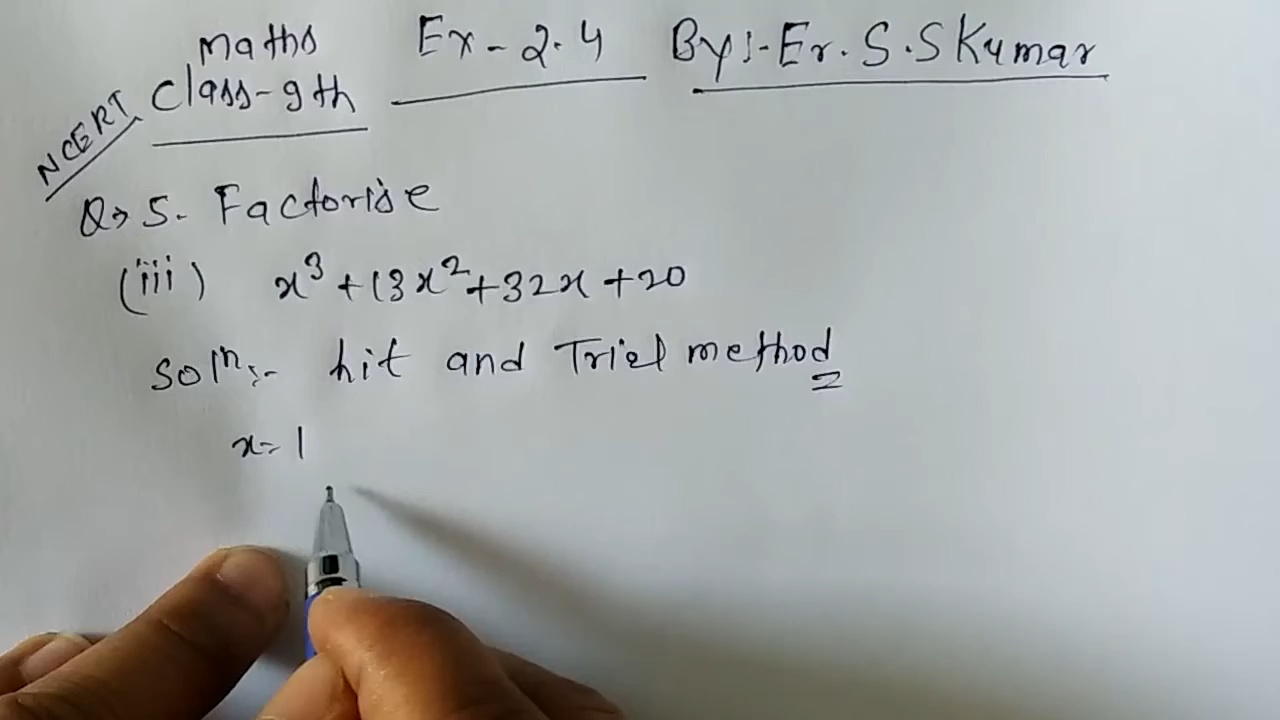 Maths Ex-2.4 By:-Er. S.S Kumar
NCERT Class-9th
Q→ 5. Factorise
(iii) x³+13x²+32x+20
Solⁿ:- hit and Triel method
x=1